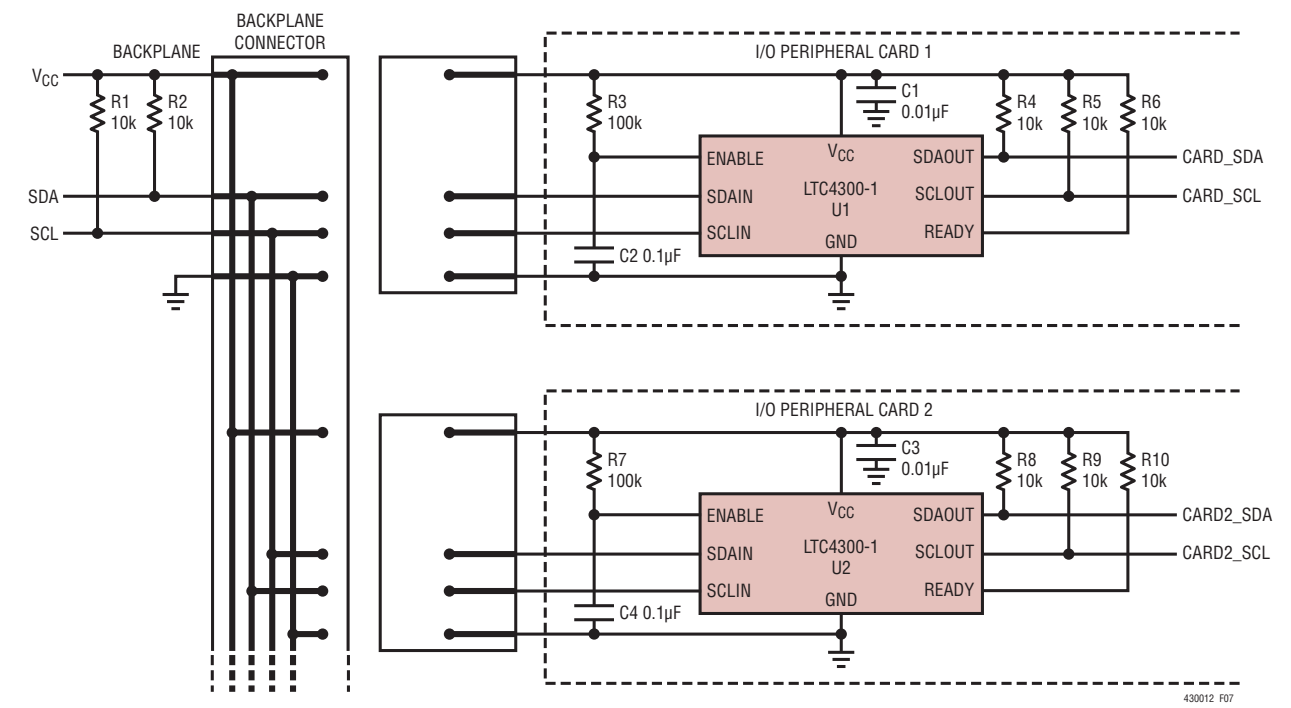 BACKPLANE
CONNECTOR
BACKPLANE
VCC
R1
10k
R2
10k
SDA
SCL
I/O PERIPHERAL CARD 1
R3
100k
C1
0.01µF
R4
10k
R5
10k
R6
10k
ENABLE
VCC
SDAOUT
CARD_SDA
SDAIN
LTC4300-1
U1
SCLOUT
CARD_SCL
SCLIN
GND
READY
C2 0.1µF
I/O PERIPHERAL CARD 2
R7
100k
C3
0.01µF
R8
10k
R9
10k
R10
10k
ENABLE
VCC
SDAOUT
CARD2_SDA
SDAIN
LTC4300-1
U2
SCLOUT
CARD2_SCL
SCLIN
GND
READY
C4 0.1µF
430012 F07